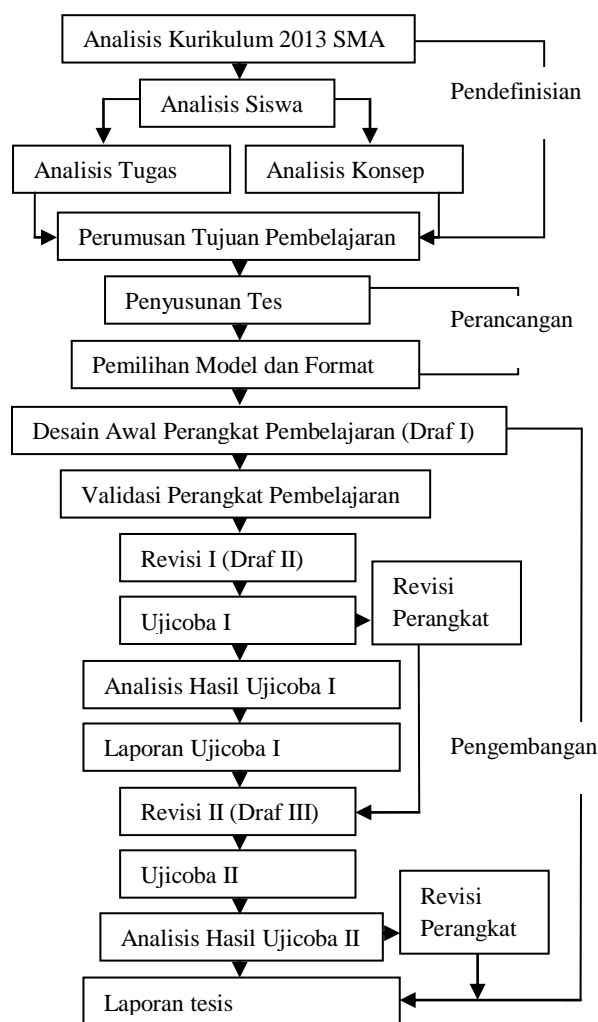 Analisis Kurikulum 2013 SMA
Pendefinisian
Analisis Siswa
Analisis Tugas
Analisis Konsep
Perumusan Tujuan Pembelajaran
Penyusunan Tes
Perancangan
Pemilihan Model dan Format
Desain Awal Perangkat Pembelajaran (Draf I)
Validasi Perangkat Pembelajaran
Revisi I (Draf II)
Revisi
Perangkat
Ujicoba I
Analisis Hasil Ujicoba I
Laporan Ujicoba I
Pengembangan
Revisi II (Draf III)
Ujicoba II
Revisi
Perangkat
Analisis Hasil Ujicoba II
Laporan tesis